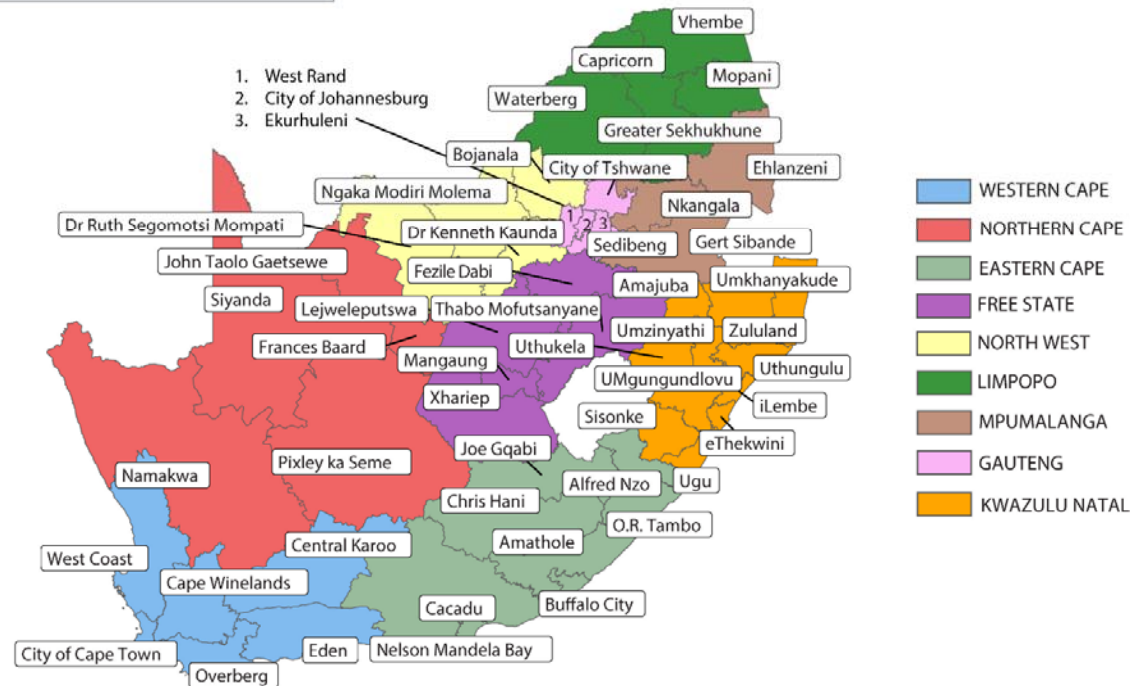 Vhembe
Capricorn
Mopani
1. West Rand
2. City of Johannesburg
3. Ekurhuleni
Waterberg
Greater Sekhukhune
Bojanala
City of Tshwane
Ehlanzeni
Ngaka Modiri Molema
Nkangala
1
2
3
Dr Ruth Segomotsi Mompati
Dr Kenneth Kaunda
Sedibeng
Gert Sibande
John Taolo Gaetsewe
Fezile Dabi
Amajuba
Umkhanyakude
Siyanda
Lejweleputswa
Thabo Mofutsanyane
Umzinyathi
Zululand
Frances Baard
Mangaung
Uthukela
Uthungulu
Xhariep
UMgungundlovu
iLembe
Sisonke
eThekwini
Joe Gqabi
Namakwa
Pixley ka Seme
Alfred Nzo
Ugu
Chris Hani
O.R. Tambo
Central Karoo
Amathole
West Coast
Cape Winelands
Cacadu
Buffalo City
City of Cape Town
Eden
Nelson Mandela Bay
Overberg
WESTERN CAPE
NORTHERN CAPE
EASTERN CAPE
FREE STATE
NORTH WEST
LIMPOPO
MPUMALANGA
GAUTENG
KWAZULU NATAL